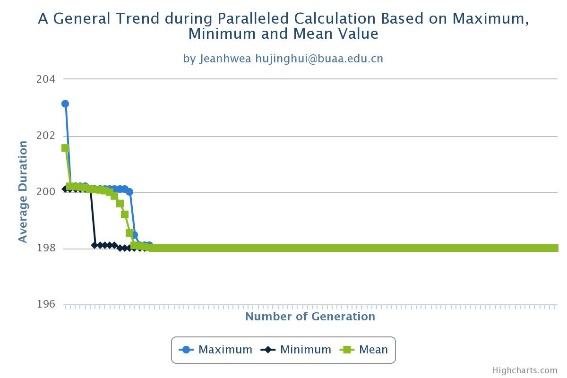 A General Trend during Paralleled Calculation Based on Maximum,
Minimum and Mean Value
by Jeanhwea hujinghui@buaa.edu.cn
204
202
200
198
196
Average Duration
Number of Generation
Maximum Minimum Mean
Highcharts.com